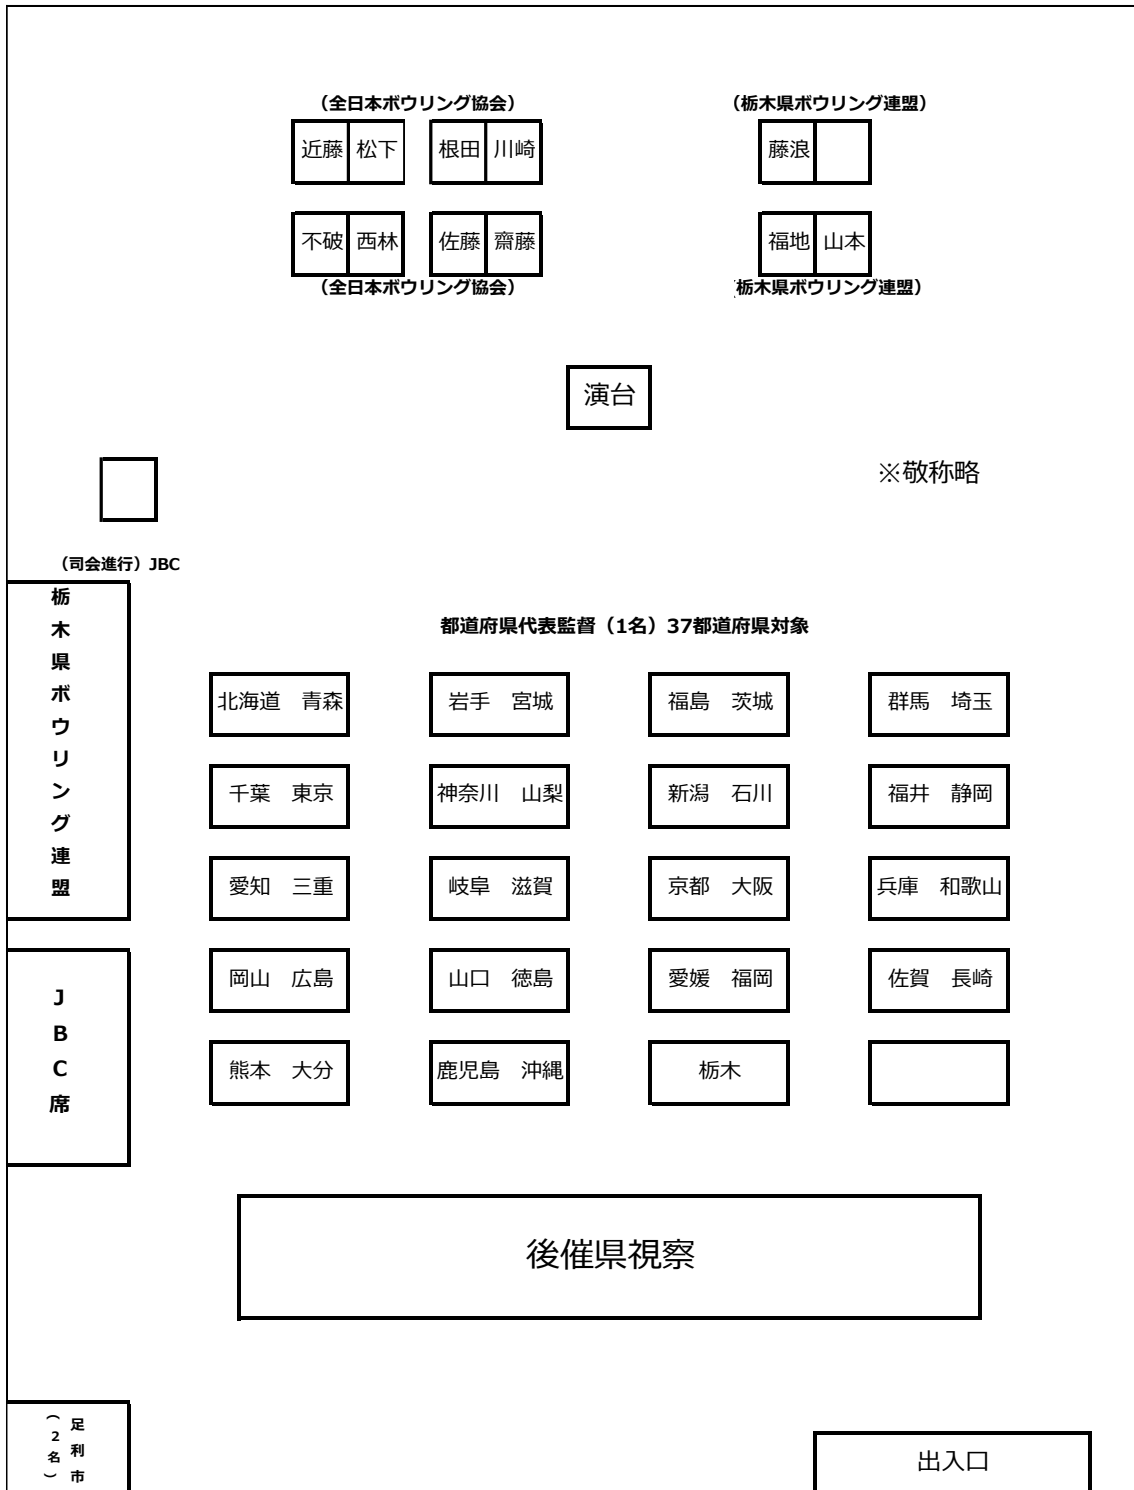 （全日本ボウリング協会）　（栃木県ボウリング連盟）
近藤 松下 根田 川崎 藤浪
不破 西林 佐藤 齋藤 福地 山本
（全日本ボウリング協会）　栃木県ボウリング連盟）
演台
※敬称略
（司会進行）JBC
栃木県ボウリング連盟
都道府県代表監督（1名）37都道府県対象
北海道　青森 岩手　宮城 福島　茨城 群馬　埼玉
千葉　東京 神奈川　山梨 新潟　石川 福井　静岡
愛知　三重 岐阜　滋賀 京都　大阪 兵庫　和歌山
岡山　広島 山口　徳島 愛媛　福岡 佐賀　長崎
熊本　大分 鹿児島　沖縄 栃木
JBC席
後催県視察
足利市
（2名）
出入口